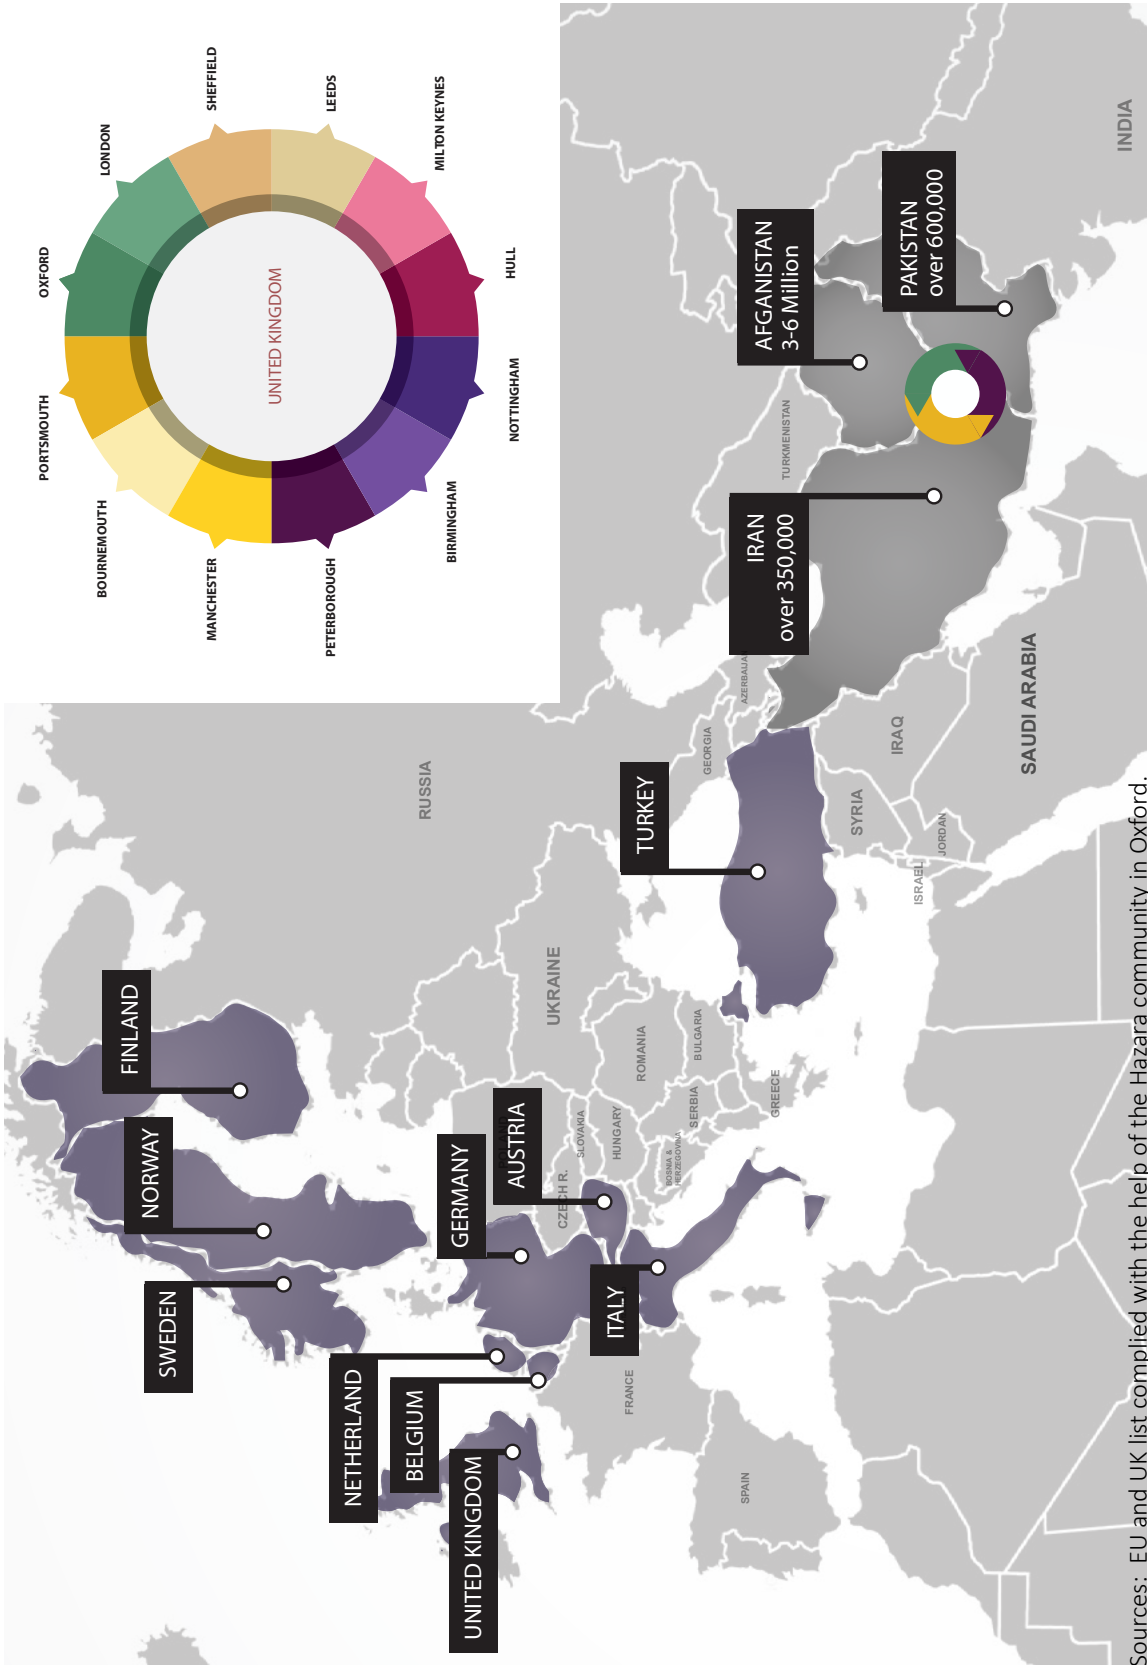 UNITED KINGDOM
OXFORD
LONDON
SHEFFIELD
LEEDS
MILTON KEYNES
HULL
NOTTINGHAM
BIRMINGHAM
PETERBOROUGH
MANCHESTER
BOURNEMOUTH
PORTSMOUTH
FINLAND
NORWAY
SWEDEN
NETHERLAND
BELGIUM
UNITED KINGDOM
GERMANY
AUSTRIA
ITALY
TURKEY
IRAN
over 350,000
AFGANISTAN
3-6 Million
PAKISTAN
over 600,000
RUSSIA
UKRAINE
POLAND
CZECH R.
SLOVAKIA
HUNGARY
ROMANIA
BULGARIA
SERBIA
BOSNIA &
HERZEGOVINA
GREECE
FRANCE
SPAIN
GEORGIA
AZERBAIJAN
TURKMENISTAN
SYRIA
IRAQ
ISRAEL
JORDAN
SAUDI ARABIA
INDIA
Sources: EU and UK list complied with the help of the Hazara community in Oxford.